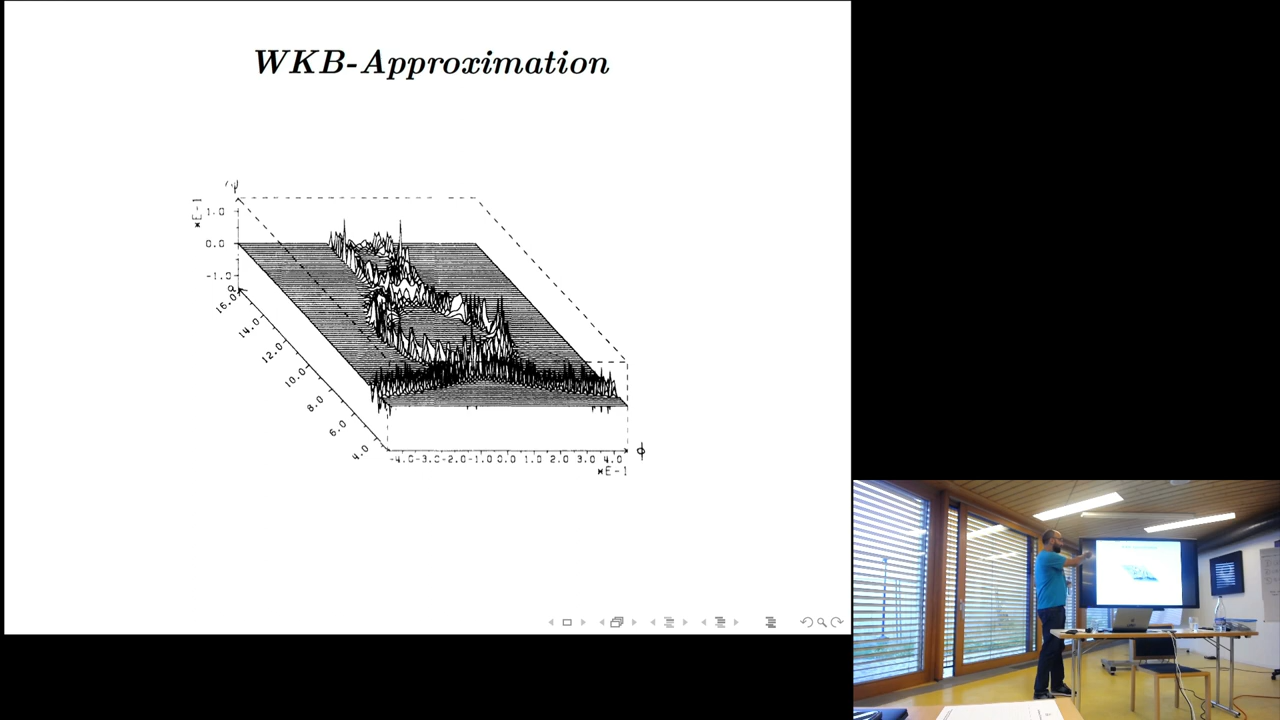 WKB-Approximation
ψ
*E-1
1.0
0.0
-1.0
16.0
14.0
12.0
10.0
8.0
6.0
4.0
-4.0 -3.0 -2.0 -1.0 0.0 1.0 2.0 3.0 4.0
ϕ
*E-1